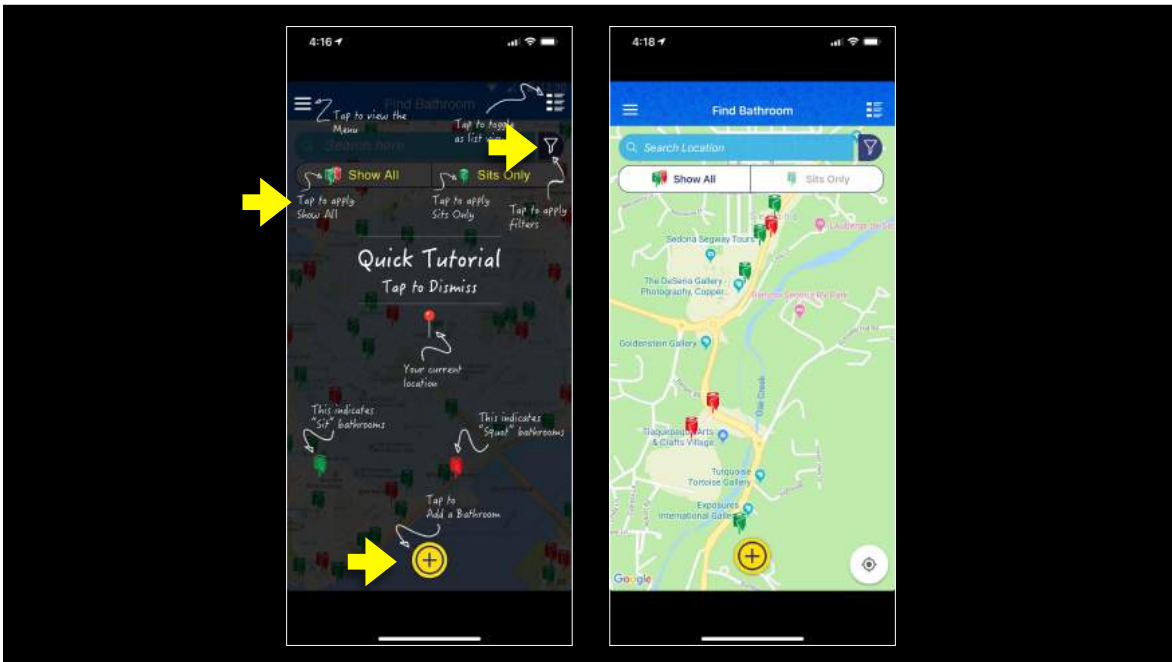 4:16
Find Bathroom
Tap to view the
Menu
Tap to toggle
as list view
Search here
Show All
Sits Only
Tap to apply
Show All
Tap to apply
Sits Only
Tap to apply
filters
Quick Tutorial
Tap to Dismiss
Your current
location
This indicates
"Sit" bathrooms
This indicates
"Squat" bathrooms
Tap to
Add a Bathroom
4:18
Find Bathroom
Search Location
Show All
Sits Only
Sedona Segway Tours
The DeSerio Gallery -
Photography, Copper...
Goldenstein Gallery
Oak Creek
Arts
& Crafts Village
Turquoise
Tortoise Gallery
Exposures
International
Google